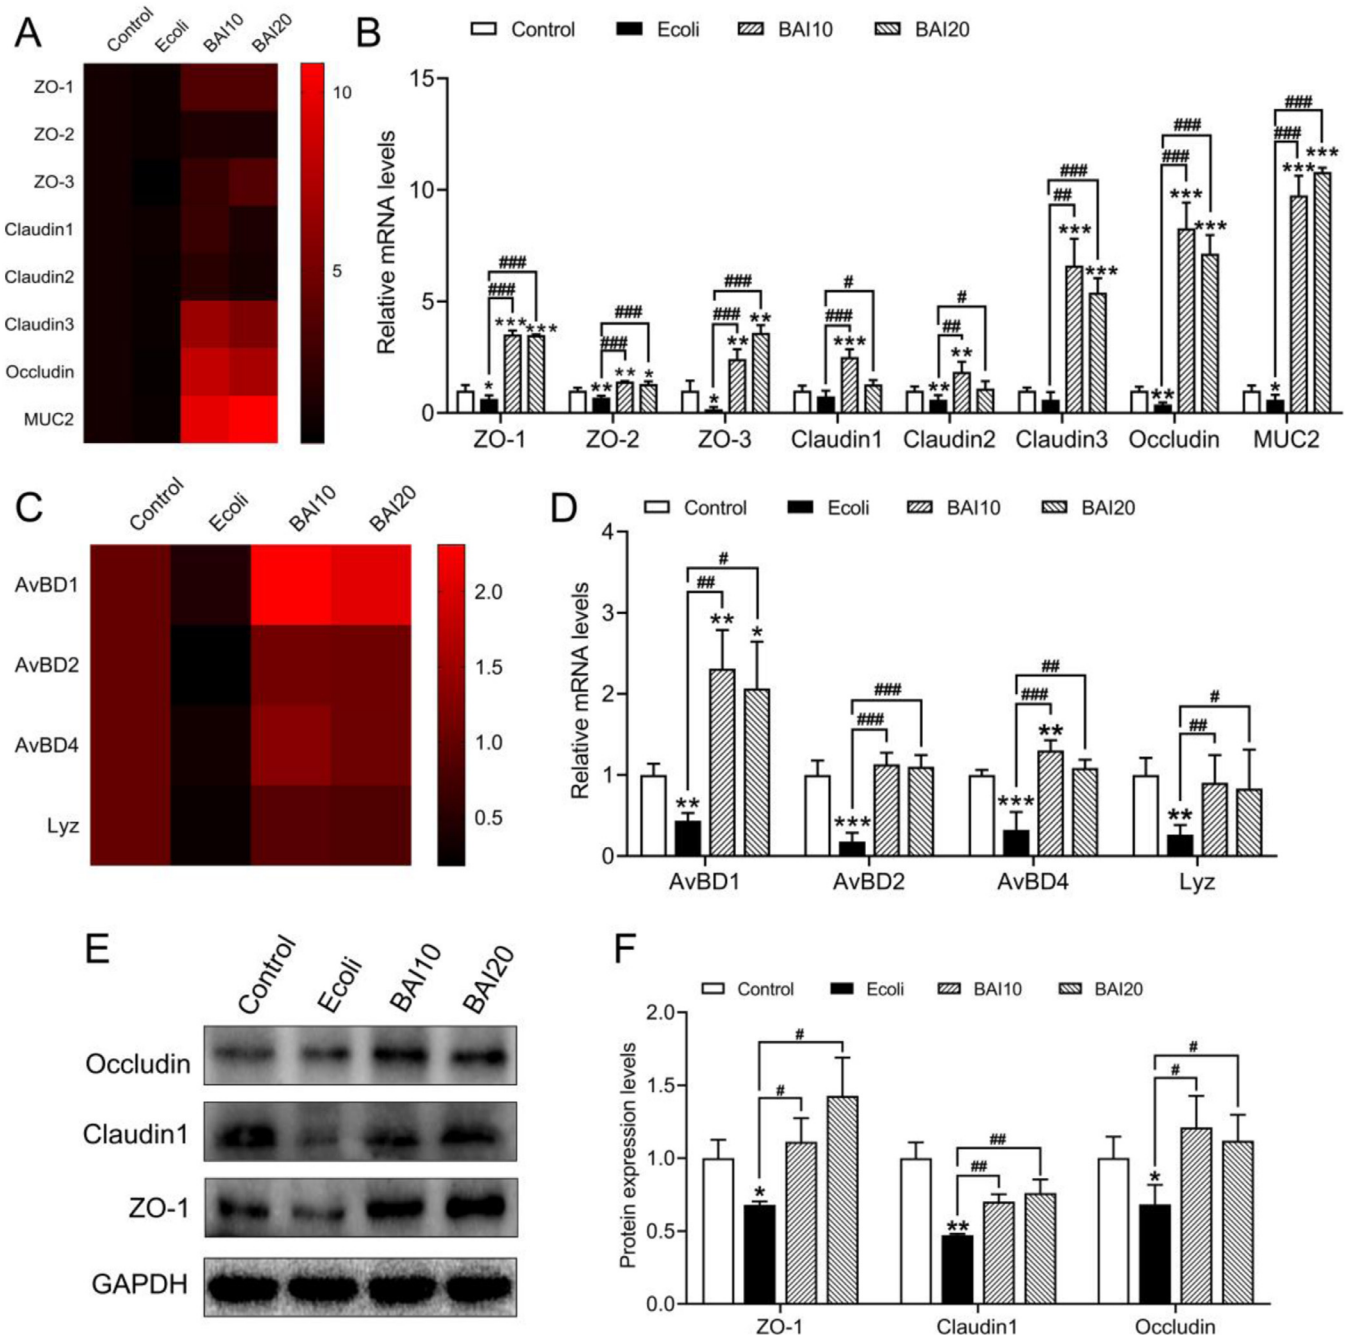 A
Control
Ecoli
BAI10
BAI20
ZO-1
ZO-2
ZO-3
Claudin1
Claudin2
Claudin3
Occludin
MUC2
10
5
B
Control Ecoli BAI10 BAI20
Relative mRNA levels
15
10
5
0
### ### * *** ***
### ### ** ** *
### ### * ** **
# ### ***
# ## ** **
### ## *** ***
### ### ** *** ***
### ### * *** ***
ZO-1 ZO-2 ZO-3 Claudin1 Claudin2 Claudin3 Occludin MUC2
C
Control
Ecoli
BAI10
BAI20
AvBD1
AvBD2
AvBD4
Lyz
2.0
1.5
1.0
0.5
D
Control Ecoli BAI10 BAI20
Relative mRNA levels
4
3
2
1
0
# ## ** ** *
### ### ***
## ### *** **
# ## **
AvBD1 AvBD2 AvBD4 Lyz
E
Control
Ecoli
BAI10
BAI20
Occludin
Claudin1
ZO-1
GAPDH
F
Control Ecoli BAI10 BAI20
Protein expression levels
2.0
1.5
1.0
0.5
0.0
# # *
## ## **
# # *
ZO-1 Claudin1 Occludin